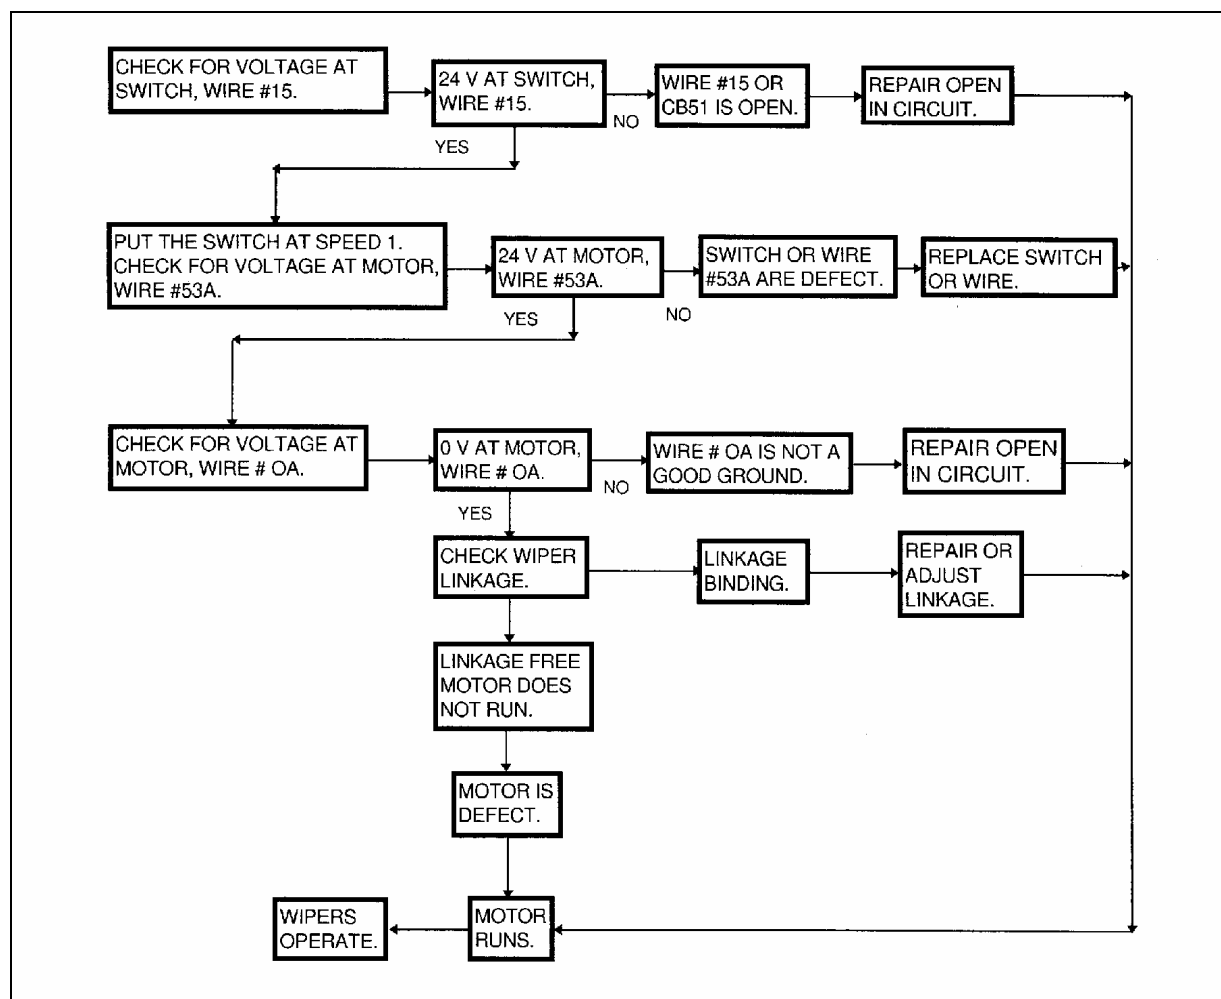 CHECK FOR VOLTAGE AT
SWITCH, WIRE #15.
24 V AT SWITCH,
WIRE #15.
NO
WIRE #15 OR
CB51 IS OPEN.
REPAIR OPEN
IN CIRCUIT.
YES
PUT THE SWITCH AT SPEED 1.
CHECK FOR VOLTAGE AT MOTOR,
WIRE #53A.
24 V AT MOTOR,
WIRE #53A.
NO
SWITCH OR WIRE
#53A ARE DEFECT.
REPLACE SWITCH
OR WIRE.
YES
CHECK FOR VOLTAGE AT
MOTOR, WIRE # OA.
0 V AT MOTOR,
WIRE # OA.
NO
WIRE # OA IS NOT A
GOOD GROUND.
REPAIR OPEN
IN CIRCUIT.
YES
CHECK WIPER
LINKAGE.
LINKAGE
BINDING.
REPAIR OR
ADJUST
LINKAGE.
LINKAGE FREE
MOTOR DOES
NOT RUN.
MOTOR IS
DEFECT.
MOTOR
RUNS.
WIPERS
OPERATE.